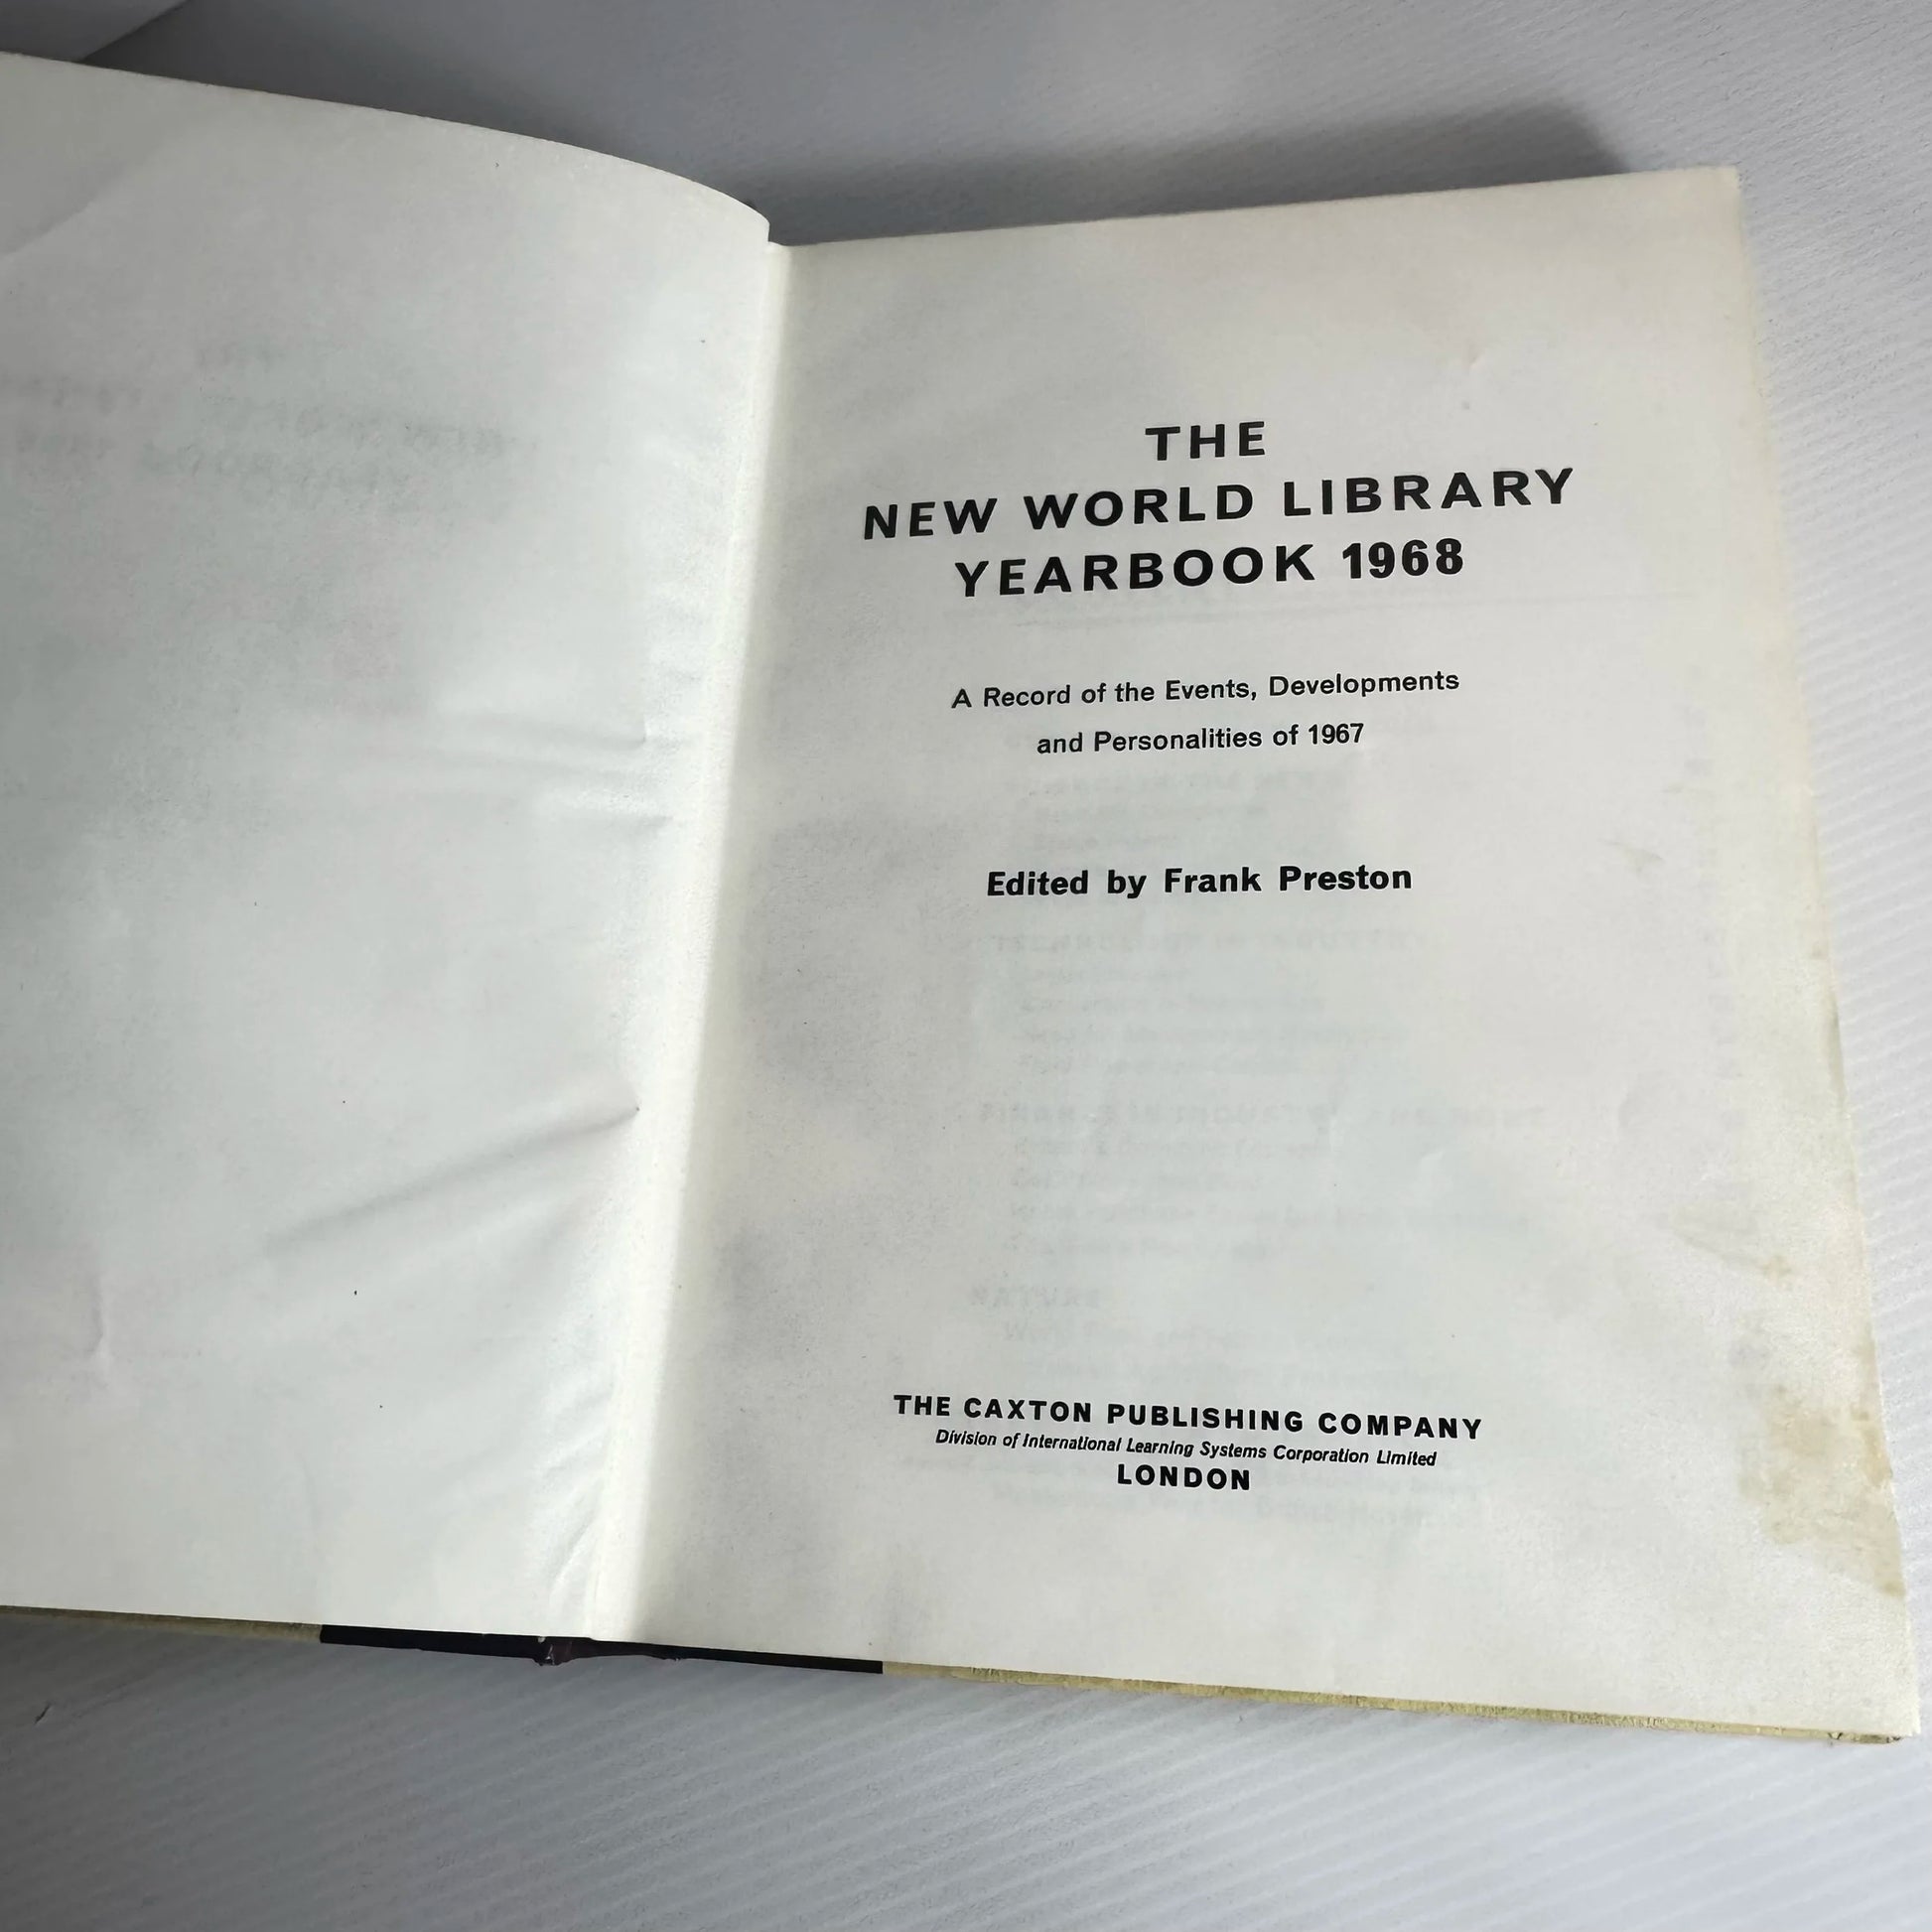 THE
NEW WORLD LIBRARY
YEARBOOK 1968
A Record of the Events, Developments
and Personalities of 1967
Edited by Frank Preston
THE CAXTON PUBLISHING COMPANY
Division of International Learning Systems Corporation Limited
LONDON